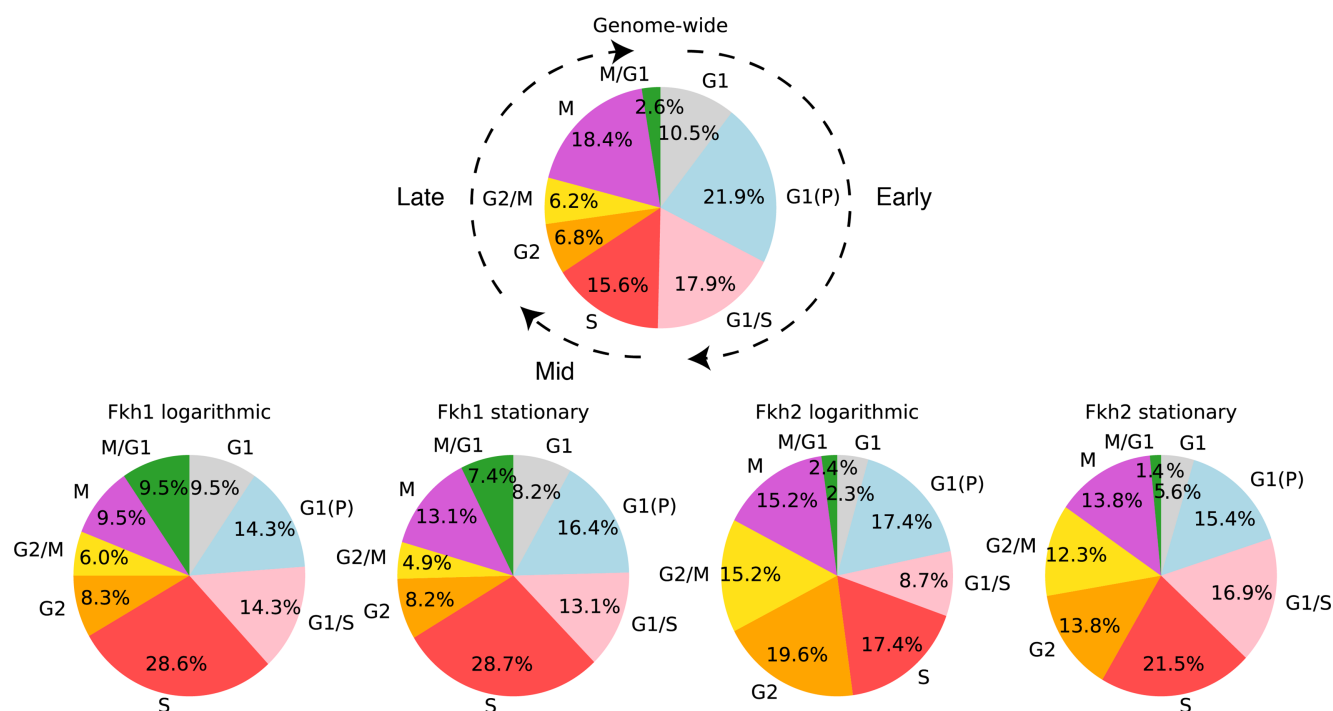 Genome-wide
M/G1
G1
2.6%
10.5%
M
18.4%
Late
G2/M
6.2%
21.9%
G1(P)
Early
6.8%
G2
15.6%
17.9%
S
G1/S
Mid
Fkh1 logarithmic
M/G1
G1
9.5%
9.5%
M
9.5%
14.3%
G1(P)
G2/M
6.0%
8.3%
G2
14.3%
G1/S
28.6%
S
Fkh1 stationary
M/G1
G1
7.4%
8.2%
M
13.1%
16.4%
G1(P)
G2/M
4.9%
8.2%
G2
13.1%
G1/S
28.7%
S
Fkh2 logarithmic
M/G1
G1
2.4%
2.3%
M
15.2%
17.4%
G1(P)
G2/M
15.2%
8.7%
G1/S
19.6%
17.4%
G2
S
Fkh2 stationary
M/G1
G1
1.4%
5.6%
M
13.8%
15.4%
G1(P)
G2/M
12.3%
16.9%
G1/S
13.8%
G2
21.5%
S